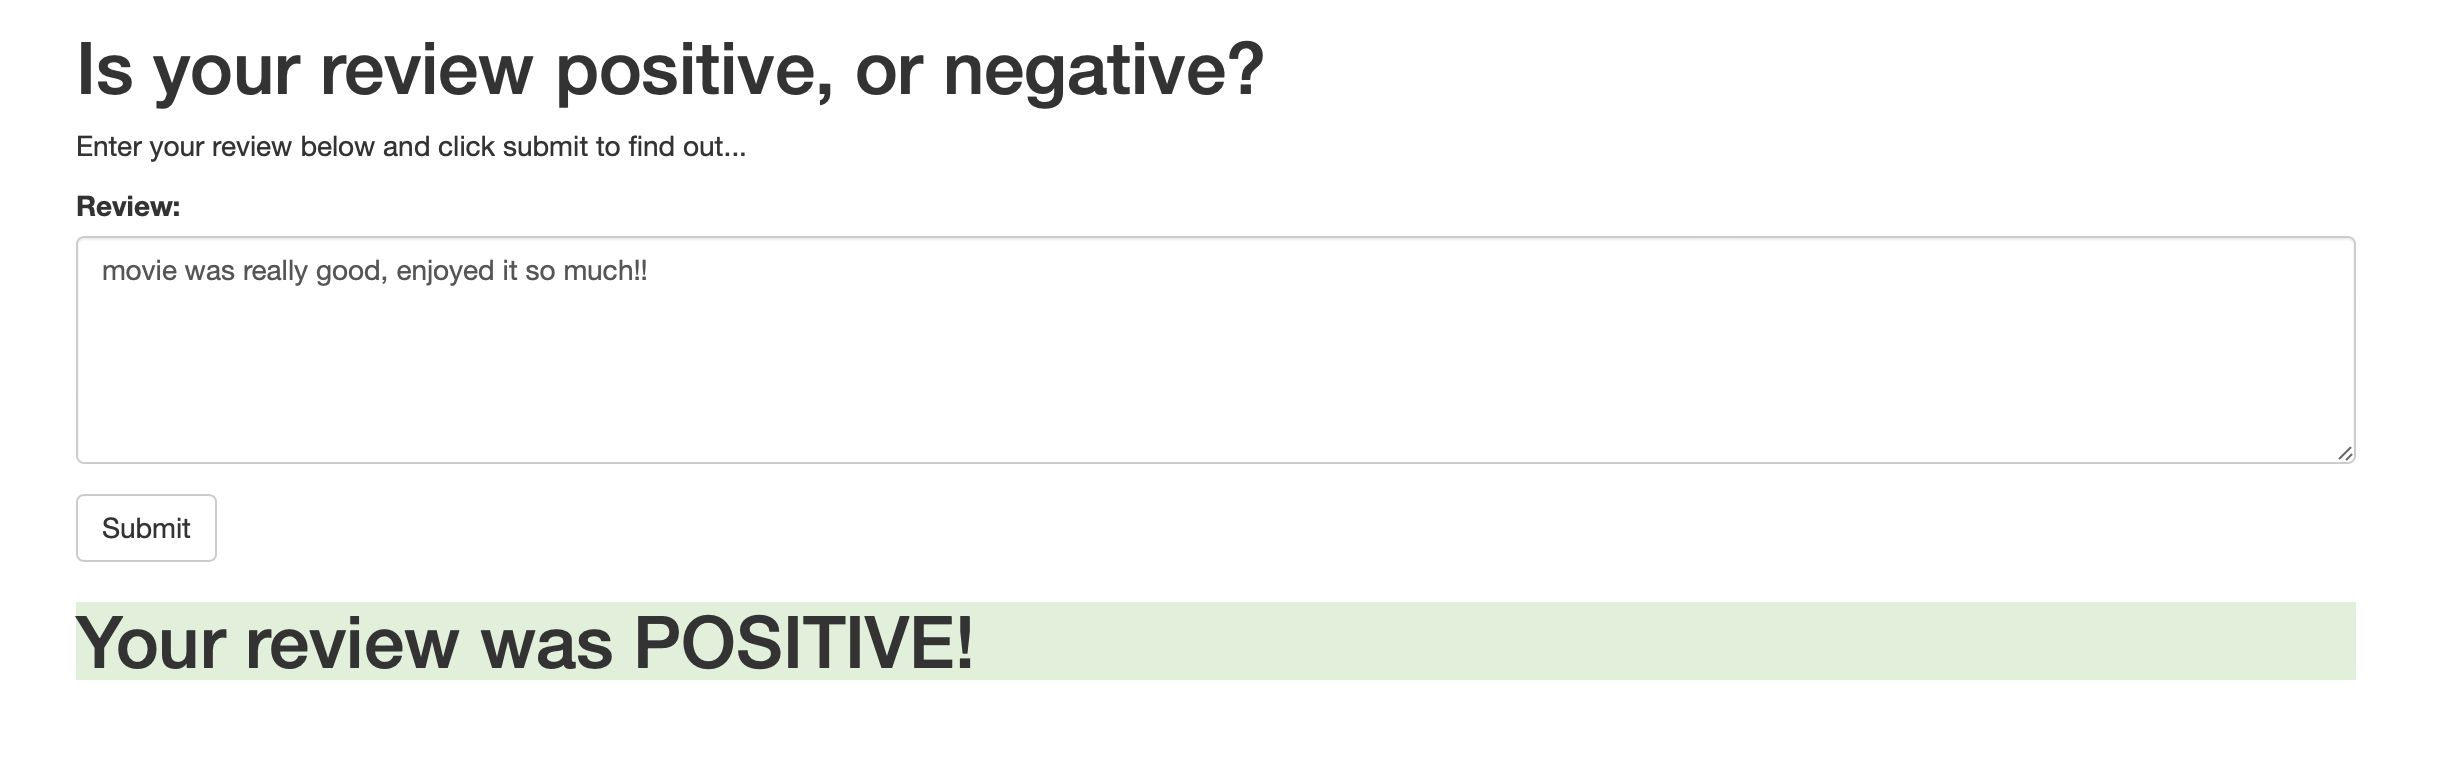 Is your review positive, or negative?
Enter your review below and click submit to find out...
Review:
movie was really good, enjoyed it so much!!
Submit
Your review was POSITIVE!